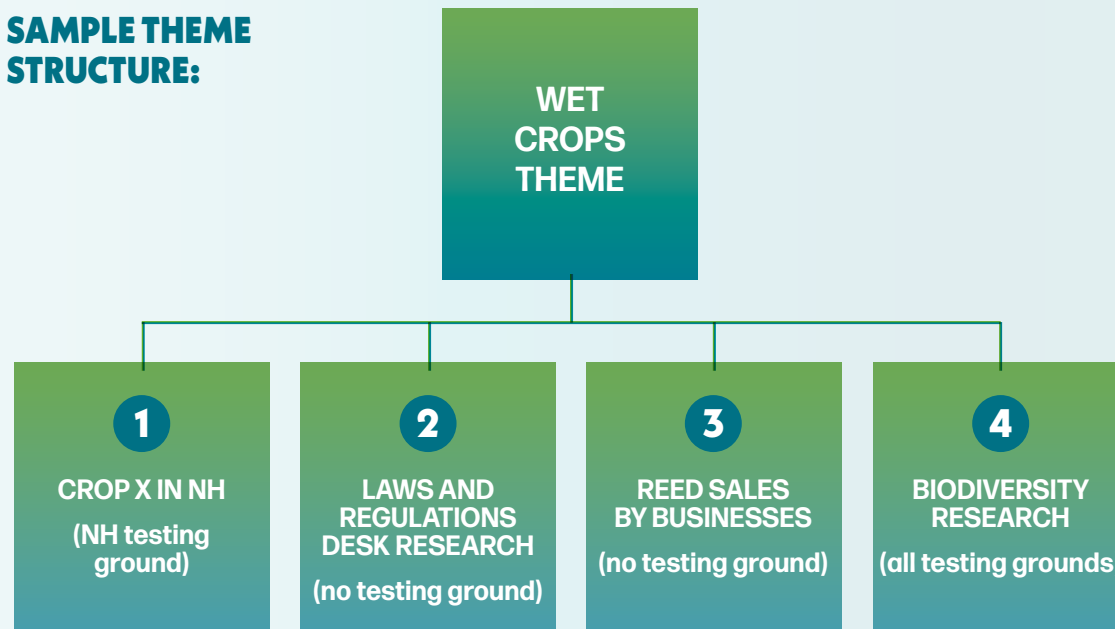 SAMPLE THEME
STRUCTURE:
WET
CROPS
THEME
1
CROP X IN NH
(NH testing
ground)
2
LAWS AND
REGULATIONS
DESK RESEARCH
(no testing ground)
3
REED SALES
BY BUSINESSES
(no testing ground)
4
BIODIVERSITY
RESEARCH
(all testing grounds